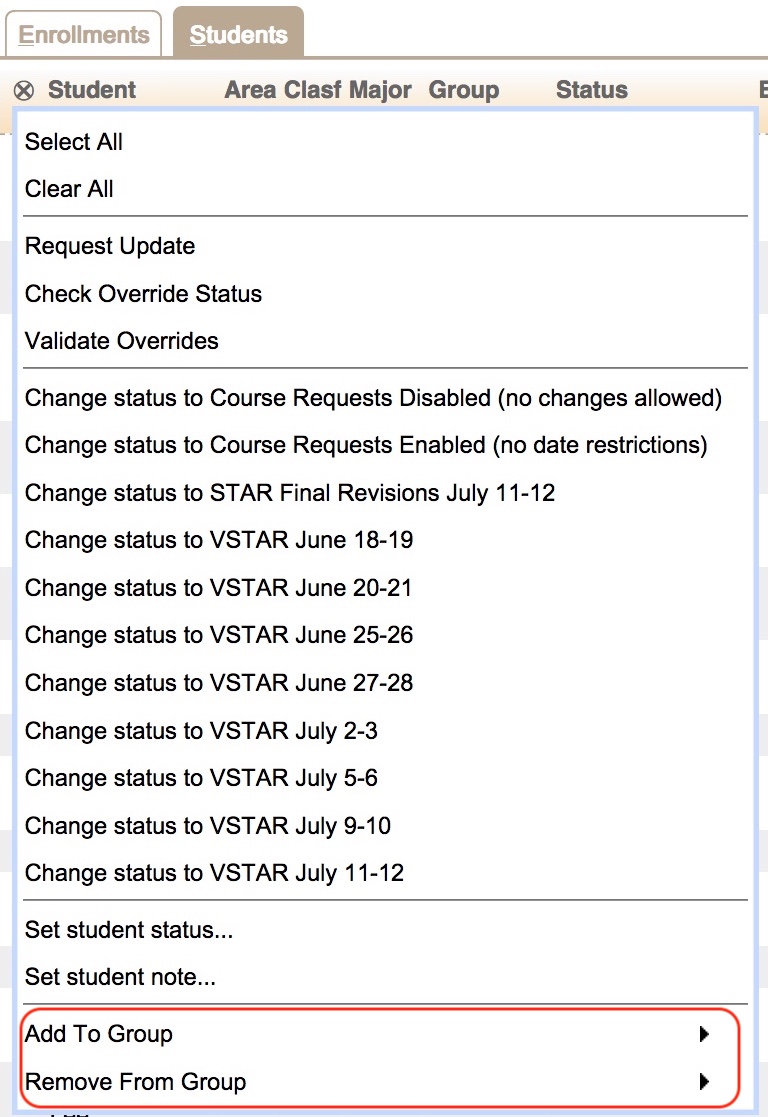 Enrollments Students
Student Area Clasf Major Group Status
Select All
Clear All
Request Update
Check Override Status
Validate Overrides
Change status to Course Requests Disabled (no changes allowed)
Change status to Course Requests Enabled (no date restrictions)
Change status to STAR Final Revisions July 11-12
Change status to VSTAR June 18-19
Change status to VSTAR June 20-21
Change status to VSTAR June 25-26
Change status to VSTAR June 27-28
Change status to VSTAR July 2-3
Change status to VSTAR July 5-6
Change status to VSTAR July 9-10
Change status to VSTAR July 11-12
Set student status...
Set student note...
Add To Group
Remove From Group